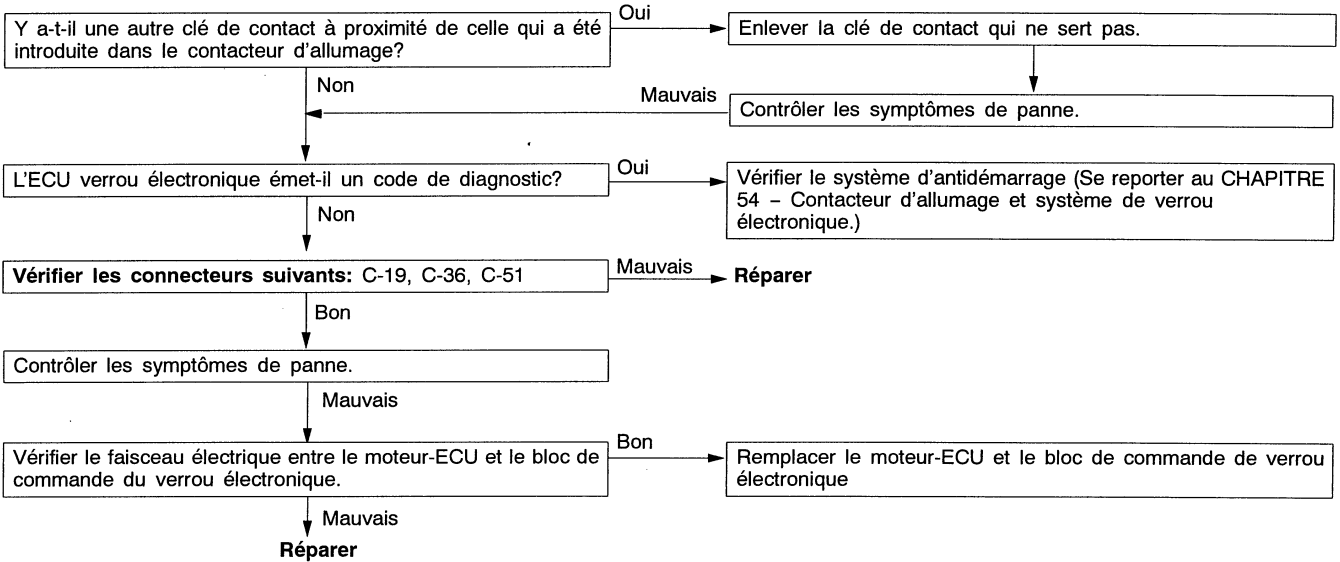 Y a-t-il une autre clé de contact à proximité de celle qui a été
introduite dans le contacteur d'allumage?
Oui
Enlever la clé de contact qui ne sert pas.
Non
Mauvais
Contrôler les symptômes de panne.
L'ECU verrou électronique émet-il un code de diagnostic?
Oui
Vérifier le système d'antidémarrage (Se reporter au CHAPITRE
54 – Contacteur d'allumage et système de verrou
électronique.)
Non
Vérifier les connecteurs suivants: C-19, C-36, C-51
Mauvais
Réparer
Bon
Contrôler les symptômes de panne.
Mauvais
Vérifier le faisceau électrique entre le moteur-ECU et le bloc de
commande du verrou électronique.
Bon
Remplacer le moteur-ECU et le bloc de commande de verrou
électronique
Mauvais
Réparer